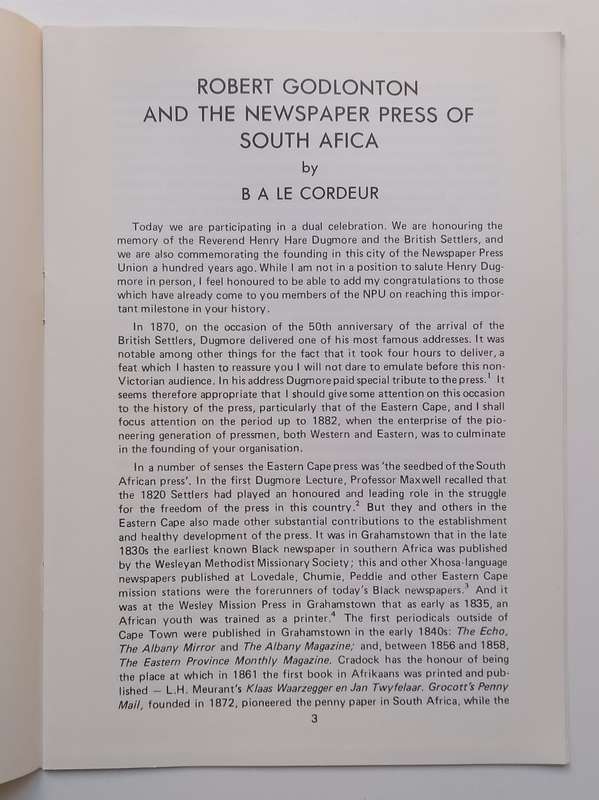 ROBERT GODLONTON
AND THE NEWSPAPER PRESS OF
SOUTH AFICA
by
B A LE CORDEUR
Today we are participating in a dual celebration. We are honouring the
memory of the Reverend Henry Hare Dugmore and the British Settlers, and
we are also commemorating the founding in this city of the Newspaper Press
Union a hundred years ago. While I am not in a position to salute Henry Dug-
more in person, I feel honoured to be able to add my congratulations to those
which have already come to you members of the NPU on reaching this impor-
tant milestone in your history.
In 1870, on the occasion of the 50th anniversary of the arrival of the
British Settlers, Dugmore delivered one of his most famous addresses. It was
notable among other things for the fact that it took four hours to deliver, a
feat which I hasten to reassure you I will not dare to emulate before this non-
Victorian audience. In his address Dugmore paid special tribute to the press.1 It
seems therefore appropriate that I should give some attention on this occasion
to the history of the press, particularly that of the Eastern Cape, and I shall
focus attention on the period up to 1882, when the enterprise of the pio-
neering generation of pressmen, both Western and Eastern, was to culminate
in the founding of your organisation.
In a number of senses the Eastern Cape press was 'the seedbed of the South
African press'. In the first Dugmore Lecture, Professor Maxwell recalled that
the 1820 Settlers had played an honoured and leading role in the struggle
for the freedom of the press in this country.2 But they and others in the
Eastern Cape also made other substantial contributions to the establishment
and healthy development of the press. It was in Grahamstown that in the late
1830s the earliest known Black newspaper in southern Africa was published
by the Wesleyan Methodist Missionary Society; this and other Xhosa-language
newspapers published at Lovedale, Chumie, Peddie and other Eastern Cape
mission stations were the forerunners of today's Black newspapers.3 And it
was at the Wesley Mission Press in Grahamstown that as early as 1835, an
African youth was trained as a printer.4 The first periodicals outside of
Cape Town were published in Grahamstown in the early 1840s: The Echo,
The Albany Mirror and The Albany Magazine; and, between 1856 and 1858,
The Eastern Province Monthly Magazine. Cradock has the honour of being
the place at which in 1861 the first book in Afrikaans was printed and pub-
lished — L.H. Meurant's Klaas Waarzegger en Jan Twyfelaar. Grocott's Penny
Mail, founded in 1872, pioneered the penny paper in South Africa, while the
3